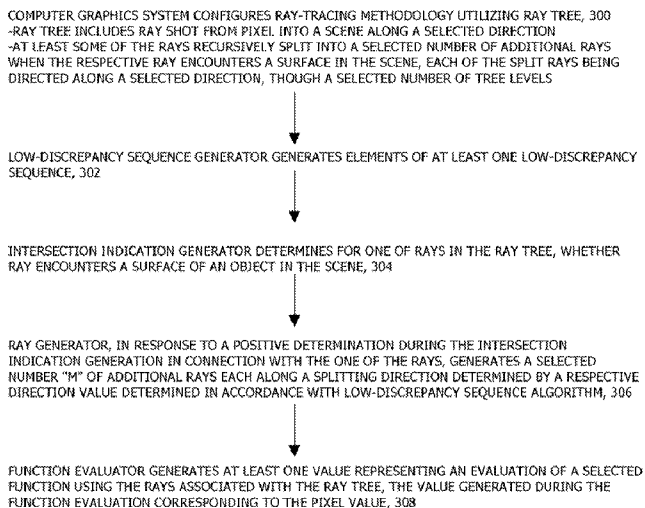 COMPUTER GRAPHICS SYSTEM CONFIGURES RAY-TRACING METHODOLOGY UTILIZING RAY TREE, 300
-RAY TREE INCLUDES RAY SHOT FROM PIXEL INTO A SCENE ALONG A SELECTED DIRECTION
-AT LEAST SOME OF THE RAYS RECURSIVELY SPLIT INTO A SELECTED NUMBER OF ADDITIONAL RAYS
WHEN THE RESPECTIVE RAY ENCOUNTERS A SURFACE IN THE SCENE, EACH OF THE SPLIT RAYS BEING
DIRECTED ALONG A SELECTED DIRECTION, THOUGH A SELECTED NUMBER OF TREE LEVELS
LOW-DISCREPANCY SEQUENCE GENERATOR GENERATES ELEMENTS OF AT LEAST ONE LOW-DISCREPANCY
SEQUENCE, 302
INTERSECTION INDICATION GENERATOR DETERMINES FOR ONE OF RAYS IN THE RAY TREE, WHETHER
RAY ENCOUNTERS A SURFACE OF AN OBJECT IN THE SCENE, 304
RAY GENERATOR, IN RESPONSE TO A POSITIVE DETERMINATION DURING THE INTERSECTION
INDICATION GENERATION IN CONNECTION WITH THE ONE OF THE RAYS, GENERATES A SELECTED
NUMBER "M" OF ADDITIONAL RAYS EACH ALONG A SPLITTING DIRECTION DETERMINED BY A RESPECTIVE
DIRECTION VALUE DETERMINED IN ACCORDANCE WITH LOW-DISCREPANCY SEQUENCE ALGORITHM, 306
FUNCTION EVALUATOR GENERATES AT LEAST ONE VALUE REPRESENTING AN EVALUATION OF A SELECTED
FUNCTION USING THE RAYS ASSOCIATED WITH THE RAY TREE, THE VALUE GENERATED DURING THE
FUNCTION EVALUATION CORRESPONDING TO THE PIXEL VALUE, 308